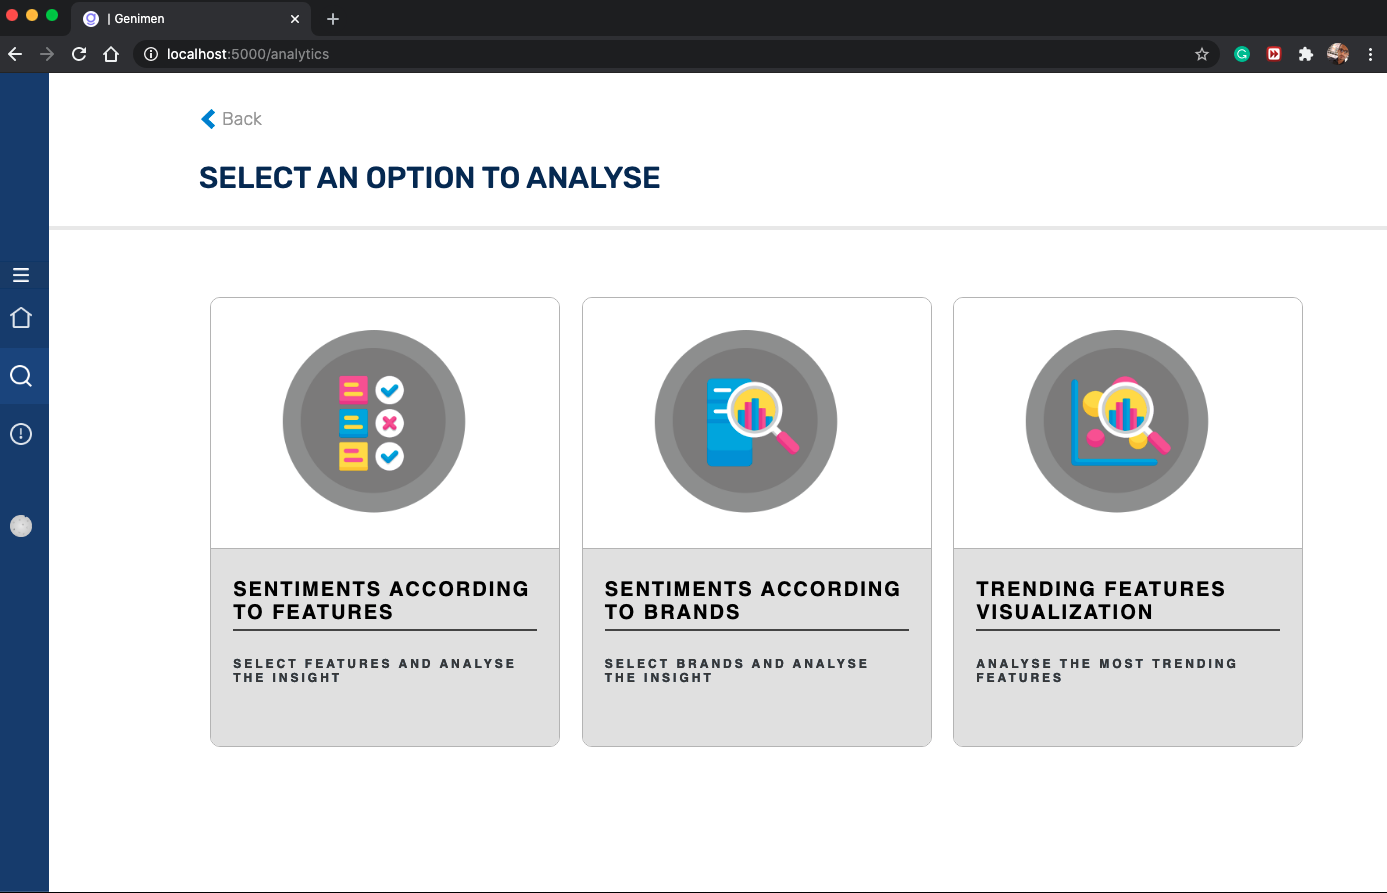 | Genimen
localhost:5000/analytics
Back
SELECT AN OPTION TO ANALYSE
SENTIMENTS ACCORDING
TO FEATURES
SELECT FEATURES AND ANALYSE
THE INSIGHT
SENTIMENTS ACCORDING
TO BRANDS
SELECT BRANDS AND ANALYSE
THE INSIGHT
TRENDING FEATURES
VISUALIZATION
ANALYSE THE MOST TRENDING
FEATURES